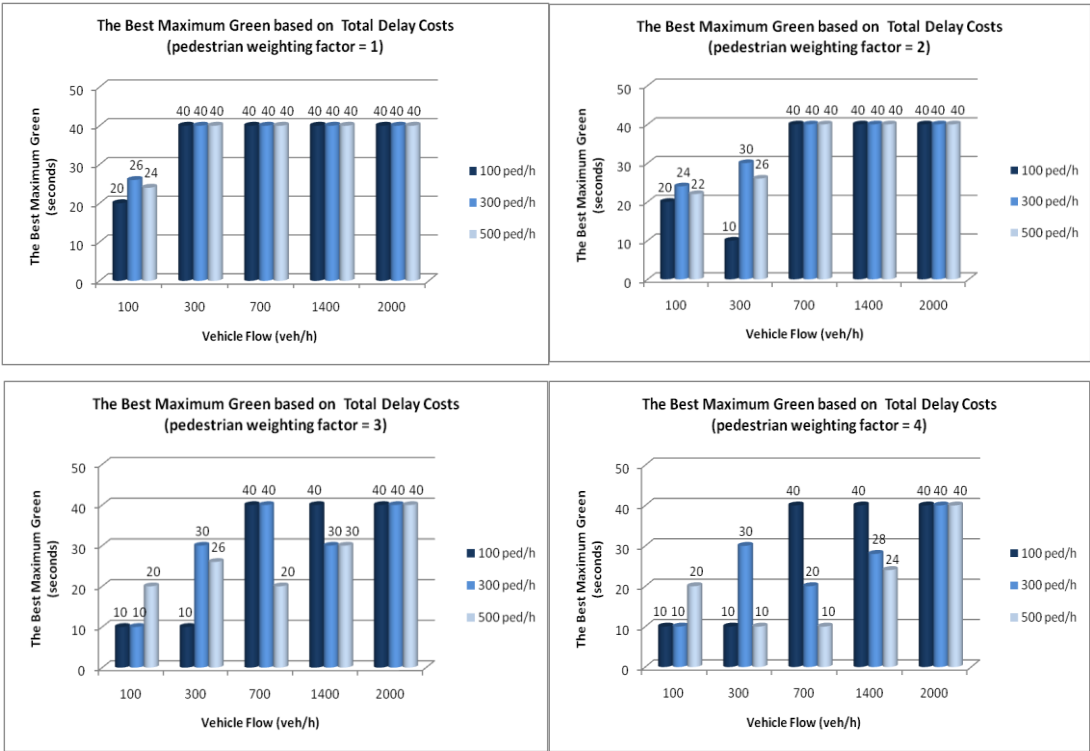 The Best Maximum Green based on Total Delay Costs
(pedestrian weighting factor = 1)
The Best Maximum Green
(seconds)
50
40
30
20
10
0
20 26 24 40 40 40 40 40 40 40 40 40 40 40 40
100 300 700 1400 2000
Vehicle Flow (veh/h)
100 ped/h
300 ped/h
500 ped/h
The Best Maximum Green based on Total Delay Costs
(pedestrian weighting factor = 2)
The Best Maximum Green
(seconds)
50
40
30
20
10
0
20 24 22 10 30 26 40 40 40 40 40 40 40 40 40
100 300 700 1400 2000
Vehicle Flow (veh/h)
100 ped/h
300 ped/h
500 ped/h
The Best Maximum Green based on Total Delay Costs
(pedestrian weighting factor = 3)
The Best Maximum Green
(seconds)
50
40
30
20
10
0
10 10 20 10 30 26 40 40 20 40 30 30 40 40 40
100 300 700 1400 2000
Vehicle Flow (veh/h)
100 ped/h
300 ped/h
500 ped/h
The Best Maximum Green based on Total Delay Costs
(pedestrian weighting factor = 4)
The Best Maximum Green
(seconds)
50
40
30
20
10
0
10 10 20 10 30 10 40 20 10 40 28 24 40 40 40
100 300 700 1400 2000
Vehicle Flow (veh/h)
100 ped/h
300 ped/h
500 ped/h